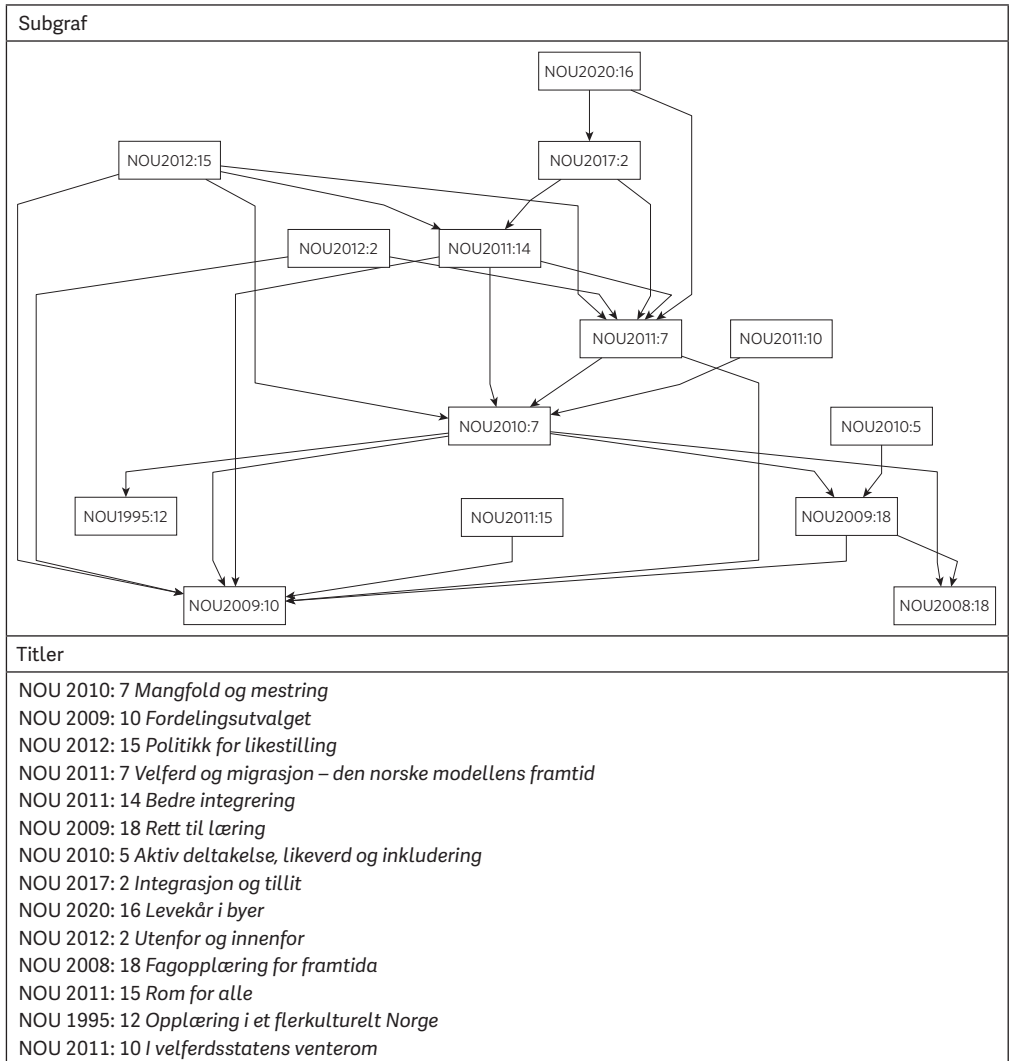 Subgraf
NOU2020:16
NOU2012:15
NOU2017:2
NOU2012:2
NOU2011:14
NOU2011:7
NOU2011:10
NOU2010:7
NOU2010:5
NOU1995:12
NOU2011:15
NOU2009:18
NOU2009:10
NOU2008:18
Titler
NOU 2010: 7 Mangfold og mestring
NOU 2009: 10 Fordelingsutvalget
NOU 2012: 15 Politikk for likestilling
NOU 2011: 7 Velferd og migrasjon – den norske modellens framtid
NOU 2011: 14 Bedre integrering
NOU 2009: 18 Rett til læring
NOU 2010: 5 Aktiv deltakelse, likeverd og inkludering
NOU 2017: 2 Integrasjon og tillit
NOU 2020: 16 Levekår i byer
NOU 2012: 2 Utenfor og innenfor
NOU 2008: 18 Fagopplæring for framtida
NOU 2011: 15 Rom for alle
NOU 1995: 12 Opplæring i et flerkulturelt Norge
NOU 2011: 10 I velferdsstatens venterom